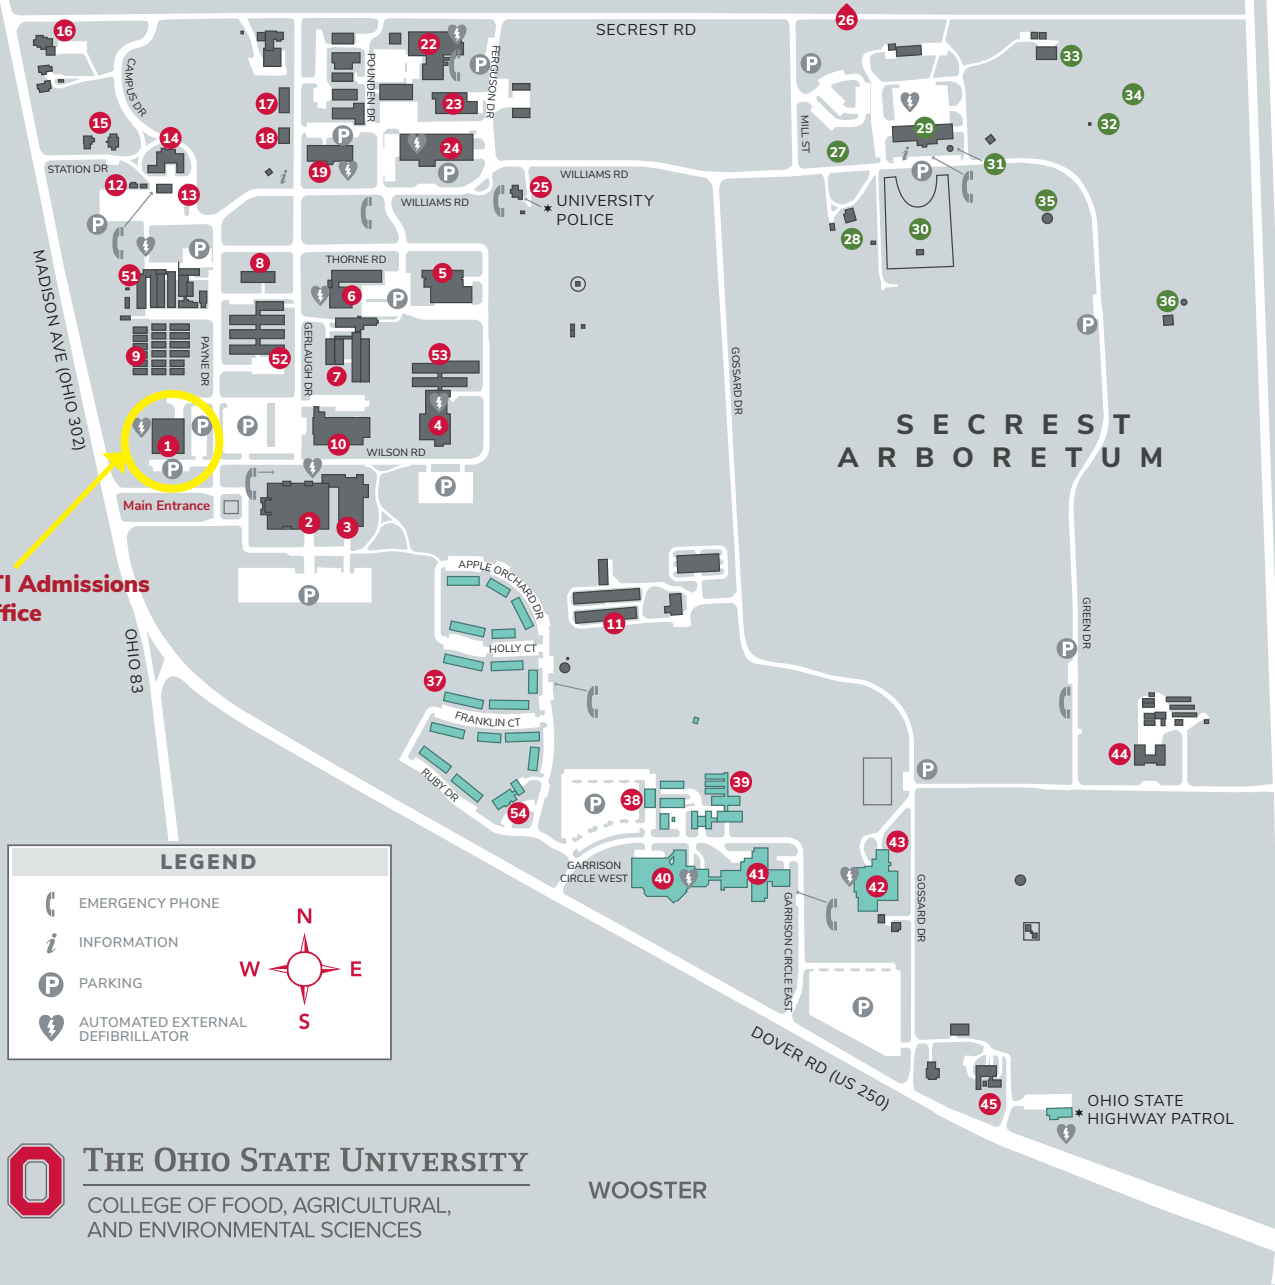 16
26
SECREST RD
22
P
FERGUSON DR
POUNDEN DR
CAMPUS DR
P
33
34
17
23
15
14
18
P
24
MILL ST
29
32
27
i
31
STATION DR
19
P
P
12
13
i
WILLIAMS RD
WILLIAMS RD
25
UNIVERSITY
POLICE
35
P
28
30
P
THORNE RD
51
8
6
5
P
36
P
MADISON AVE (OHIO 302)
9
PAYNE DR
52
GERLAUGH DR
7
53
GOSSARD DR
1
P
P
10
4
WILSON RD
SECREST
ARBORETUM
P
P
Main Entrance
2
3
TI Admissions
ffice
P
APPLE ORCHARD DR
11
OHIO 83
HOLLY CT
GREEN DR
P
37
FRANKLIN CT
44
RUBY DR
P
54
P
38
39
LEGEND
EMERGENCY PHONE
i INFORMATION
P PARKING
AUTOMATED EXTERNAL
DEFIBRILLATOR
N
W E
S
GARRISON
CIRCLE WEST
40
41
43
42
GARRISON CIRCLE EAST
GOSSARD DR
P
DOVER RD (US 250)
45
OHIO STATE
HIGHWAY PATROL
THE OHIO STATE UNIVERSITY
COLLEGE OF FOOD, AGRICULTURAL,
AND ENVIRONMENTAL SCIENCES
WOOSTER